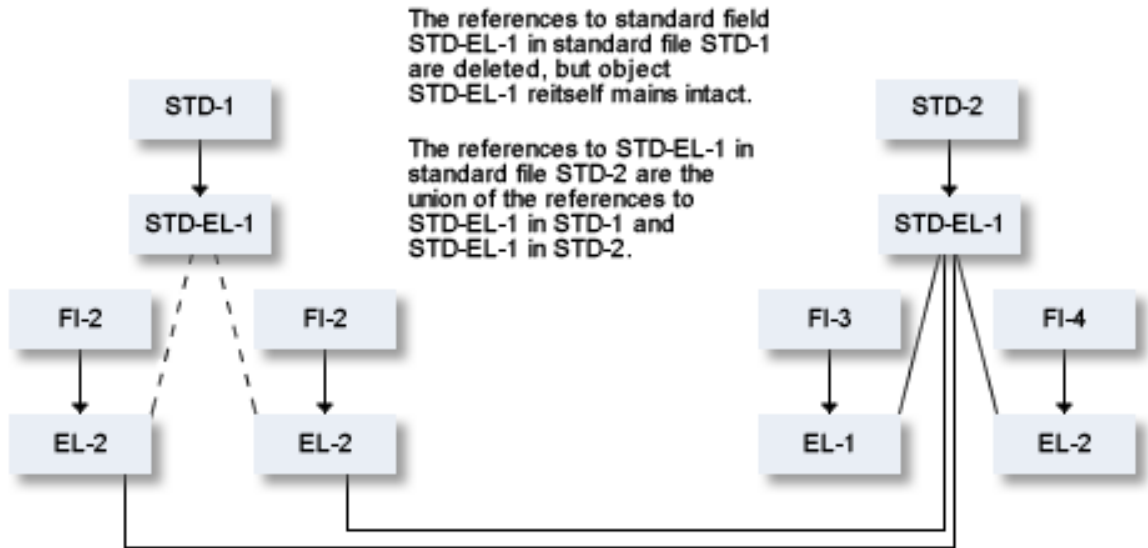 The references to standard field
STD-EL-1 in standard file STD-1
are deleted, but object
STD-EL-1 reitself mains intact.
The references to STD-EL-1 in
standard file STD-2 are the
union of the references to
STD-EL-1 in STD-1 and
STD-EL-1 in STD-2.
STD-1
STD-2
STD-EL-1
STD-EL-1
FI-2
FI-2
FI-3
FI-4
EL-2
EL-2
EL-1
EL-2